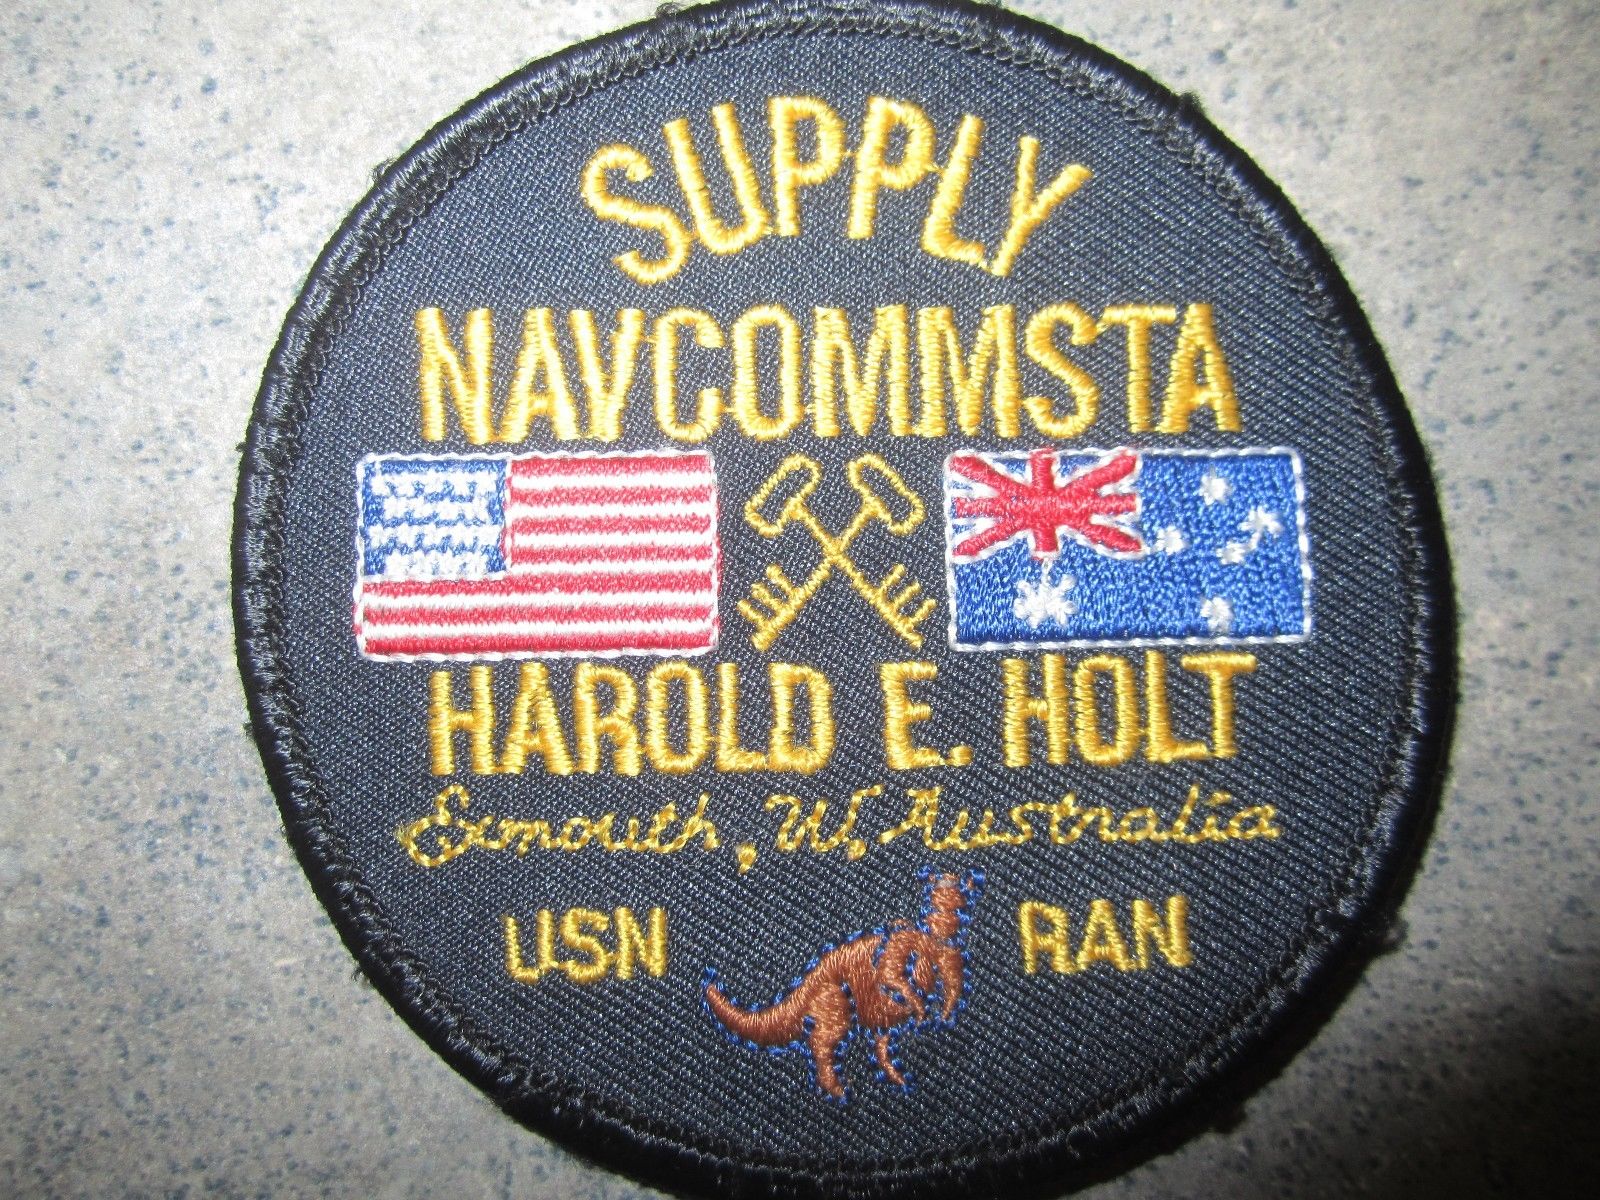 SUPPLY
NAVCOMMSTA
HAROLD E. HOLT
Exmouth, W. Australia
USN RAN